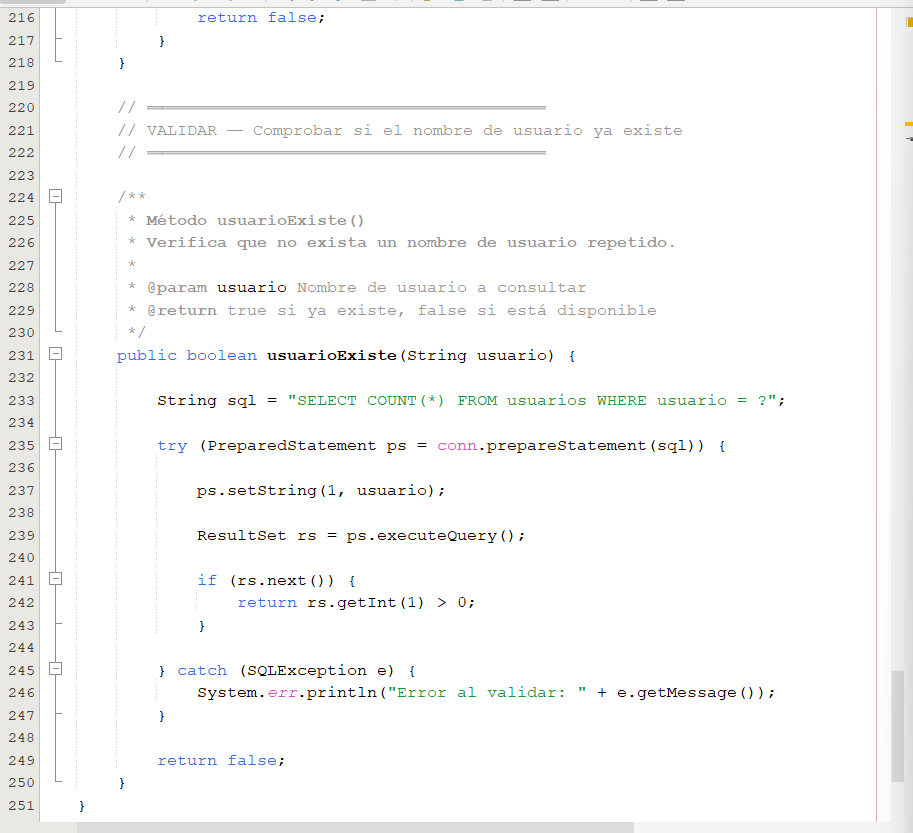 216 return false;
217 }
218 }
219
220 // ════════════════════════════════════════
221 // VALIDAR — Comprobar si el nombre de usuario ya existe
222 // ════════════════════════════════════════
223
224 /**
225 * Método usuarioExiste()
226 * Verifica que no exista un nombre de usuario repetido.
227 *
228 * @param usuario Nombre de usuario a consultar
229 * @return true si ya existe, false si está disponible
230 */
231 public boolean usuarioExiste(String usuario) {
232
233 String sql = "SELECT COUNT(*) FROM usuarios WHERE usuario = ?";
234
235 try (PreparedStatement ps = conn.prepareStatement(sql)) {
236
237 ps.setString(1, usuario);
238
239 ResultSet rs = ps.executeQuery();
240
241 if (rs.next()) {
242 return rs.getInt(1) > 0;
243 }
244
245 } catch (SQLException e) {
246 System.err.println("Error al validar: " + e.getMessage());
247 }
248
249 return false;
250 }
251 }